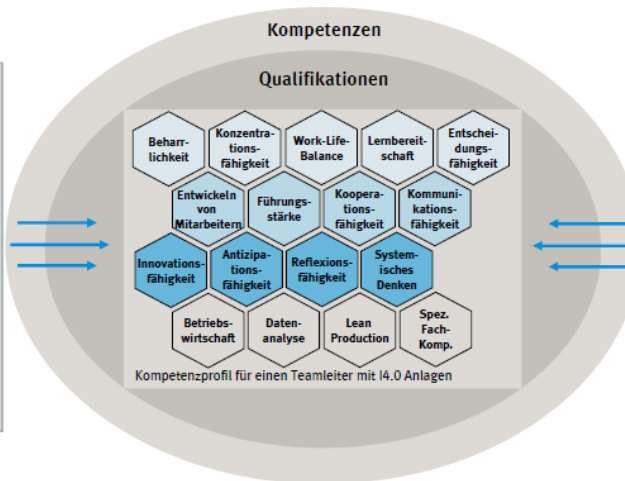 Kompetenzen
Qualifikationen
Beharr-
lichkeit
Konzentra-
tions-
fähigkeit
Work-Life-
Balance
Lernbereit-
schaft
Entschei-
dungs-
fähigkeit
Entwickeln
von
Mitarbeitern
Führungs-
stärke
Koopera-
tions-
fähigkeit
Kommuni-
kations-
fähigkeit
Innovations-
fähigkeit
Antizipa-
tions-
fähigkeit
Reflexions-
fähigkeit
System-
isches
Denken
Betriebs-
wirtschaft
Daten-
analyse
Lean
Production
Spez.
Fach-
Komp.
Kompetenzprofil für einen Teamleiter mit I4.0 Anlagen